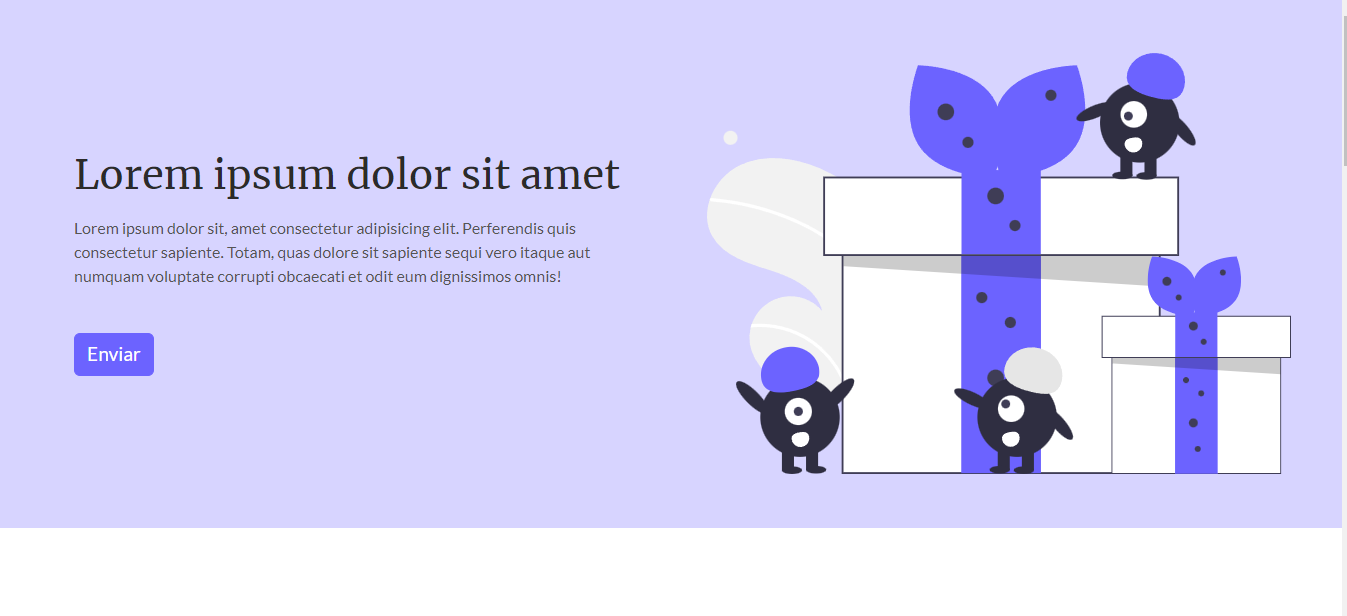 Lorem ipsum dolor sit amet
Lorem ipsum dolor sit, amet consectetur adipisicing elit. Perferendis quis
consectetur sapiente. Totam, quas dolore sit sapiente sequi vero itaque aut
numquam voluptate corrupti obcaecati et odit eum dignissimos omnis!
Enviar